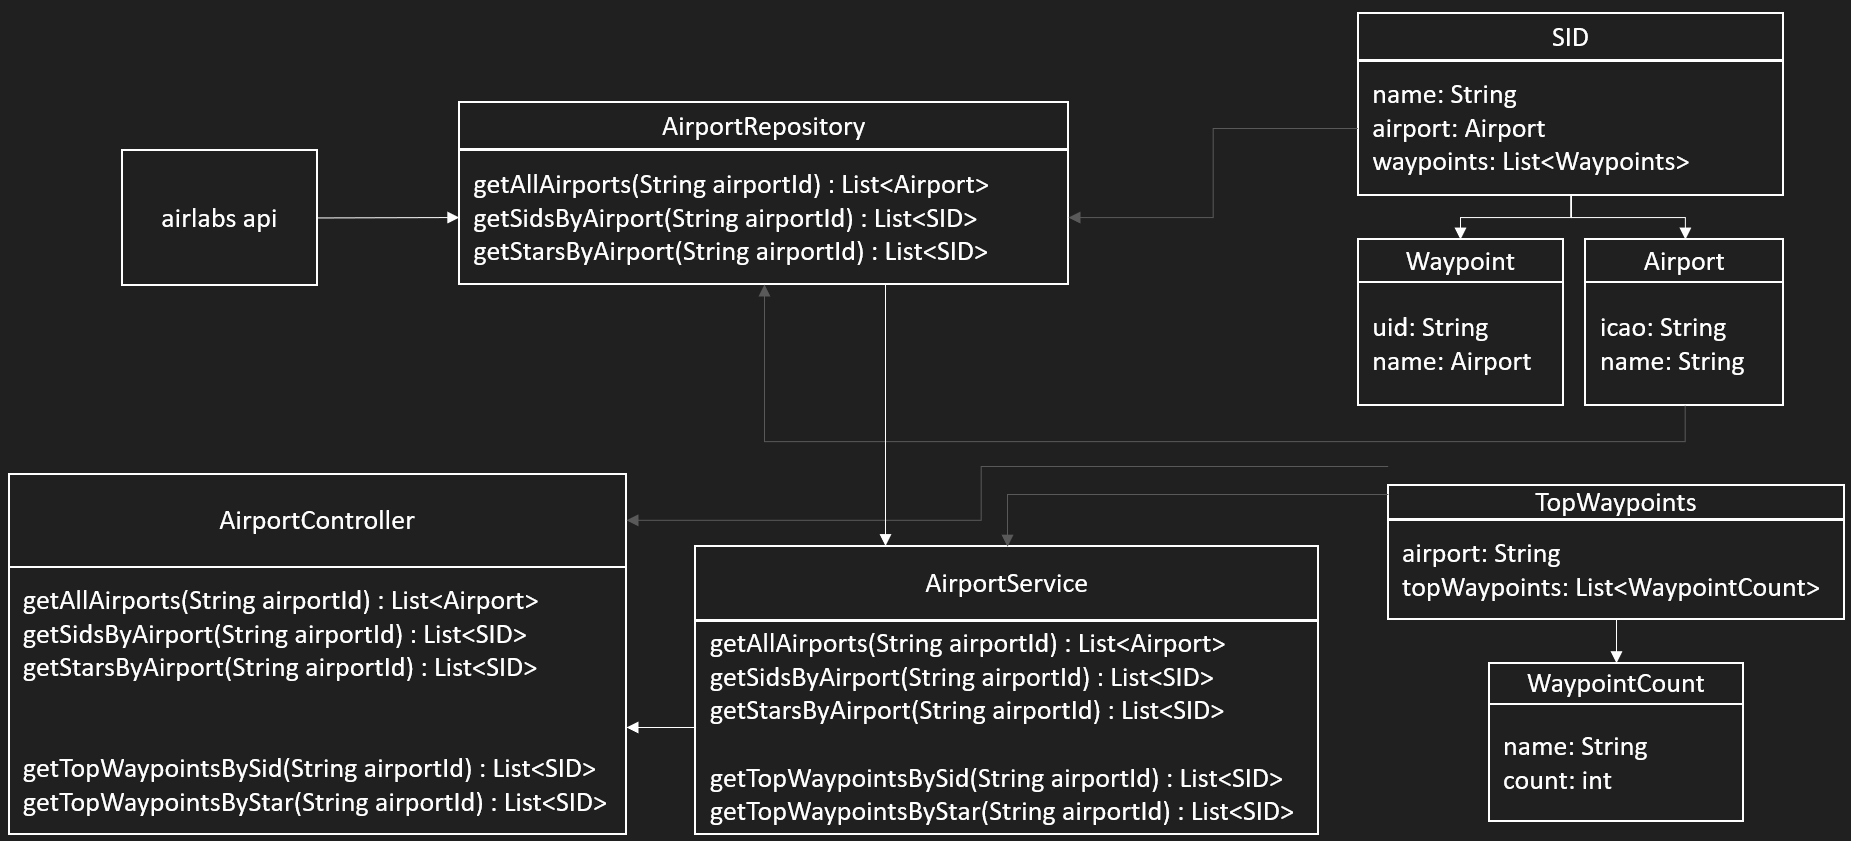 SID
name: String
airport: Airport
waypoints: List<Waypoints>
AirportRepository
getAllAirports(String airportId) : List<Airport>
getSidsByAirport(String airportId) : List<SID>
getStarsByAirport(String airportId) : List<SID>
airlabs api
Waypoint
uid: String
name: Airport
Airport
icao: String
name: String
AirportController
getAllAirports(String airportId) : List<Airport>
getSidsByAirport(String airportId) : List<SID>
getStarsByAirport(String airportId) : List<SID>
getTopWaypointsBySid(String airportId) : List<SID>
getTopWaypointsByStar(String airportId) : List<SID>
AirportService
getAllAirports(String airportId) : List<Airport>
getSidsByAirport(String airportId) : List<SID>
getStarsByAirport(String airportId) : List<SID>
getTopWaypointsBySid(String airportId) : List<SID>
getTopWaypointsByStar(String airportId) : List<SID>
TopWaypoints
airport: String
topWaypoints: List<WaypointCount>
WaypointCount
name: String
count: int